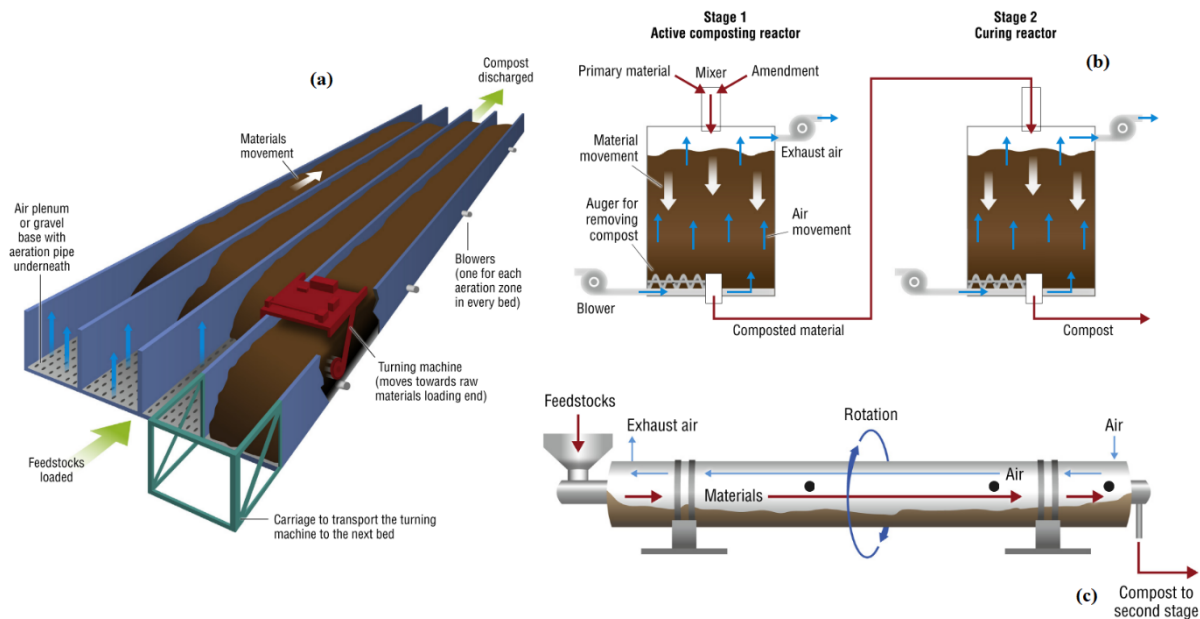 (a)
Compost
discharged
Materials
movement
Air plenum
or gravel
base with
aeration pipe
underneath
Blowers
(one for each
aeration zone
in every bed)
Turning machine
(moves towards raw
materials loading end)
Feedstocks
loaded
Carriage to transport the turning
machine to the next bed
Stage 1
Active composting reactor
Stage 2
Curing reactor
(b)
Primary material
Mixer
Amendment
Material
movement
Exhaust air
Auger for
removing
compost
Air
movement
Blower
Composted material
Compost
Feedstocks
Exhaust air
Rotation
Air
Air
Materials
(c)
Compost to
second stage